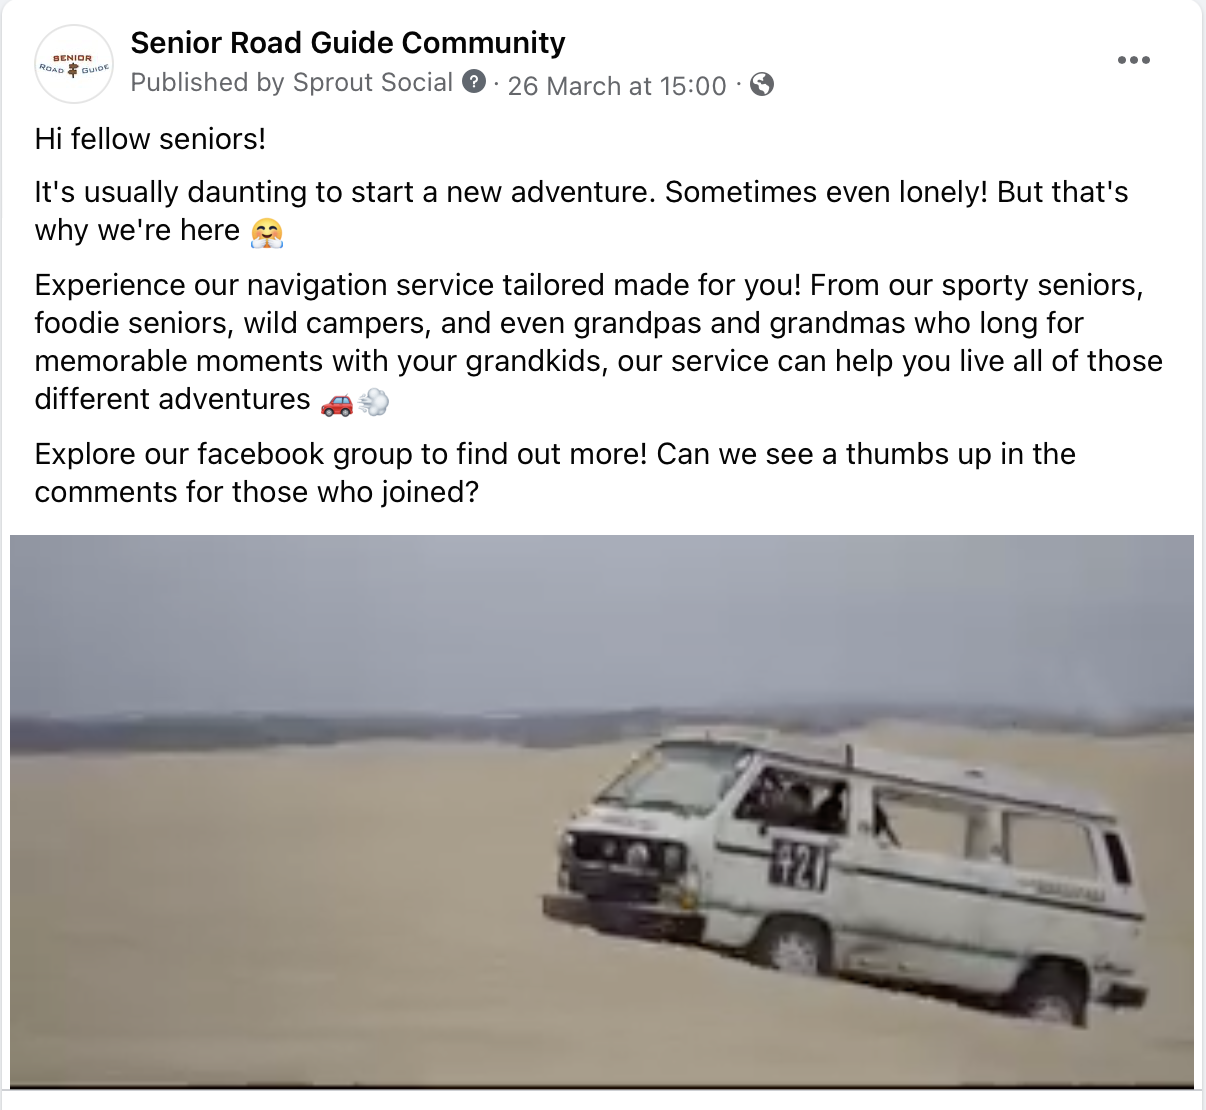 SENIOR
ROAD GUIDE
Senior Road Guide Community
Published by Sprout Social ? · 26 March at 15:00 ·
Hi fellow seniors!
It's usually daunting to start a new adventure. Sometimes even lonely! But that's
why we're here 🤗
Experience our navigation service tailored made for you! From our sporty seniors,
foodie seniors, wild campers, and even grandpas and grandmas who long for
memorable moments with your grandkids, our service can help you live all of those
different adventures 🚗💨
Explore our facebook group to find out more! Can we see a thumbs up in the
comments for those who joined?